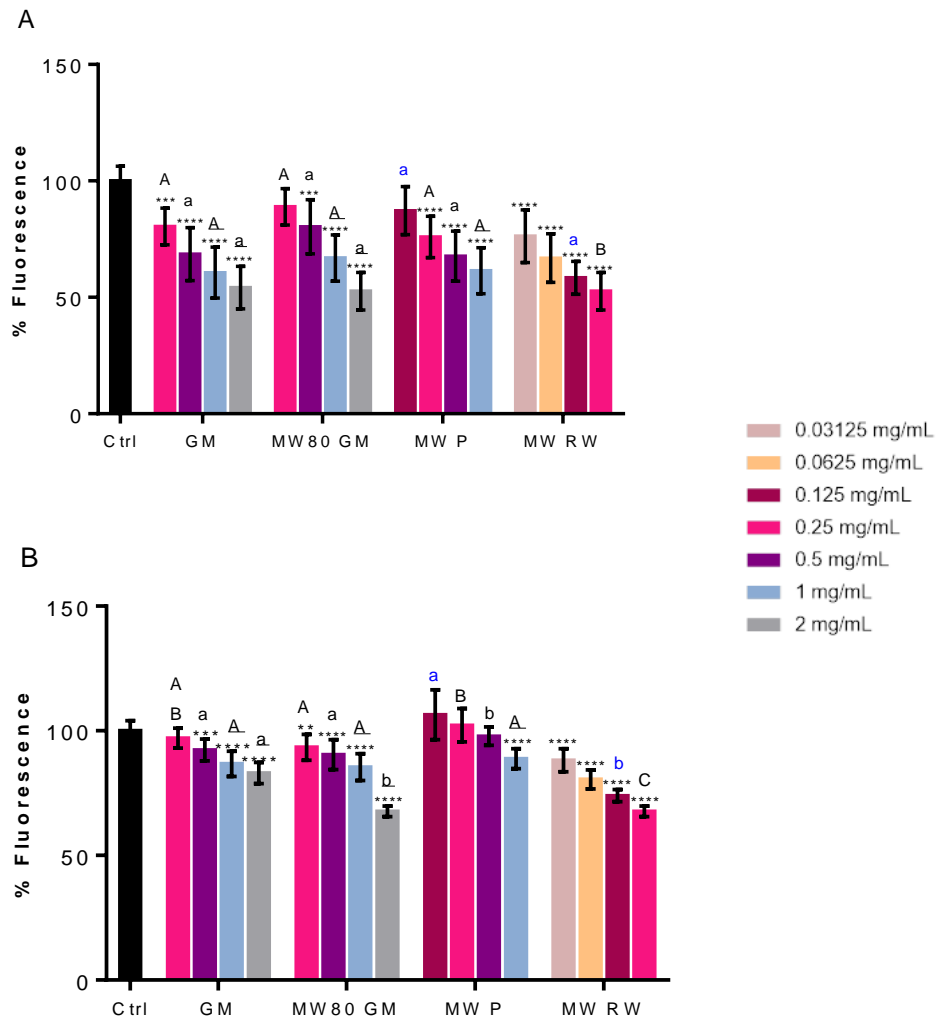 A
150
100
50
0
% Fluorescence
A
***
a
****
A
****
a
****
A
a
***
A
****
a
****
a
A
****
a
****
A
****
****
****
a
****
B
****
Ctrl GM MW80 GM MW P MW RW
0.03125 mg/mL
0.0625 mg/mL
0.125 mg/mL
0.25 mg/mL
0.5 mg/mL
1 mg/mL
2 mg/mL
B
150
100
50
0
% Fluorescence
A
B
a
***
A
****
a
****
A
**
a
****
A
****
b
****
a
B
b
A
****
****
****
b
****
C
****
Ctrl GM MW80 GM MW P MW RW